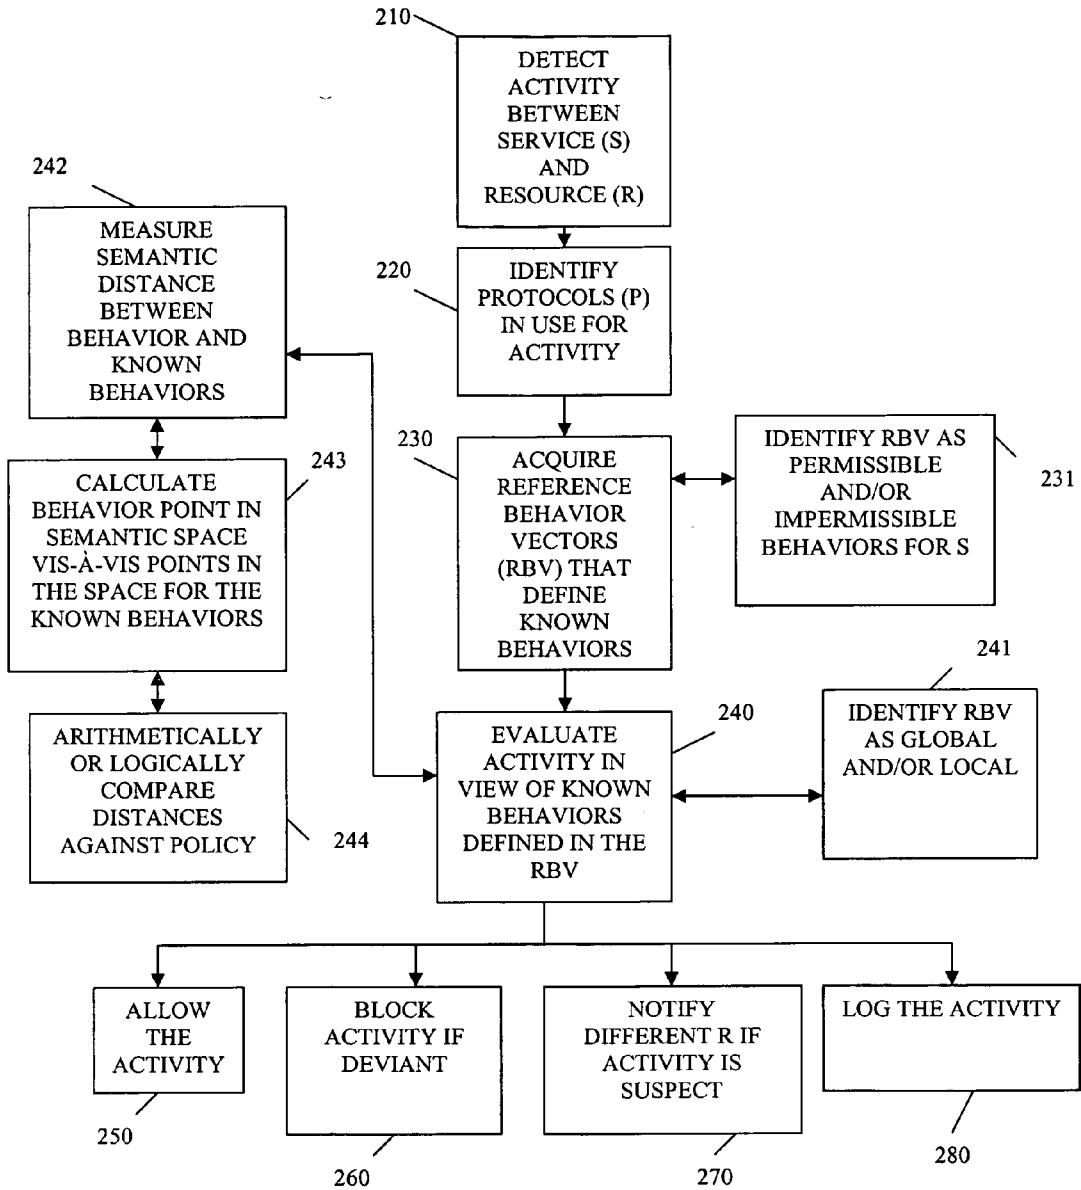 210
DETECT
ACTIVITY
BETWEEN
SERVICE (S)
AND
RESOURCE (R)
242
MEASURE
SEMANTIC
DISTANCE
BETWEEN
BEHAVIOR AND
KNOWN
BEHAVIORS
220
IDENTIFY
PROTOCOLS (P)
IN USE FOR
ACTIVITY
230
ACQUIRE
REFERENCE
BEHAVIOR
VECTORS
(RBV) THAT
DEFINE
KNOWN
BEHAVIORS
IDENTIFY RBV AS
PERMISSIBLE
AND/OR
IMPERMISSIBLE
BEHAVIORS FOR S
231
243
CALCULATE
BEHAVIOR POINT IN
SEMANTIC SPACE
VIS-À-VIS POINTS IN
THE SPACE FOR THE
KNOWN BEHAVIORS
241
IDENTIFY RBV
AS GLOBAL
AND/OR LOCAL
240
EVALUATE
ACTIVITY IN
VIEW OF KNOWN
BEHAVIORS
DEFINED IN THE
RBV
ARITHMETICALLY
OR LOGICALLY
COMPARE
DISTANCES
AGAINST POLICY
244
ALLOW
THE
ACTIVITY
250
BLOCK
ACTIVITY IF
DEVIANT
260
NOTIFY
DIFFERENT R IF
ACTIVITY IS
SUSPECT
270
LOG THE ACTIVITY
280